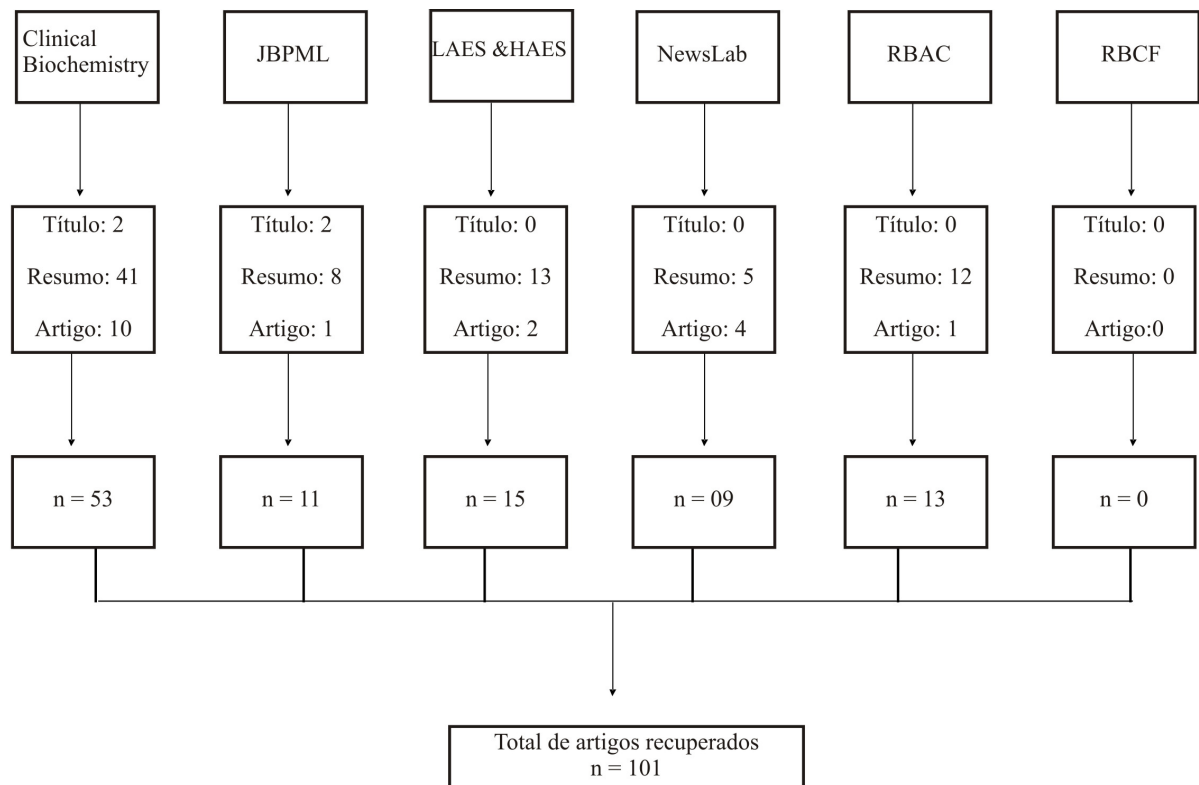 Clinical
Biochemistry
JBPML
LAES &HAES
NewsLab
RBAC
RBCF
Título: 2
Resumo: 41
Artigo: 10
Título: 2
Resumo: 8
Artigo: 1
Título: 0
Resumo: 13
Artigo: 2
Título: 0
Resumo: 5
Artigo: 4
Título: 0
Resumo: 12
Artigo: 1
Título: 0
Resumo: 0
Artigo:0
n = 53
n = 11
n = 15
n = 09
n = 13
n = 0
Total de artigos recuperados
n = 101